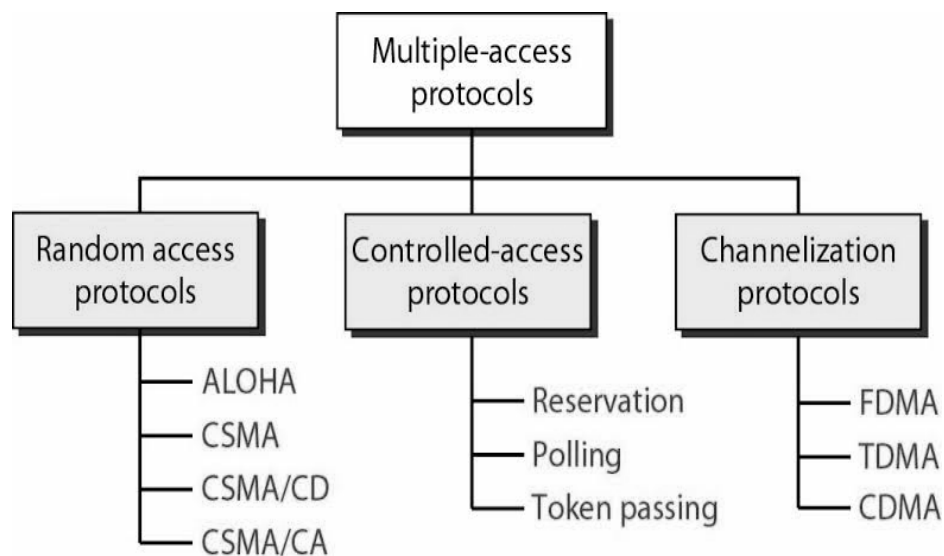 Multiple-access
protocols
Random access
protocols
Controlled-access
protocols
Channelization
protocols
ALOHA
CSMA
CSMA/CD
CSMA/CA
Reservation
Polling
Token passing
FDMA
TDMA
CDMA